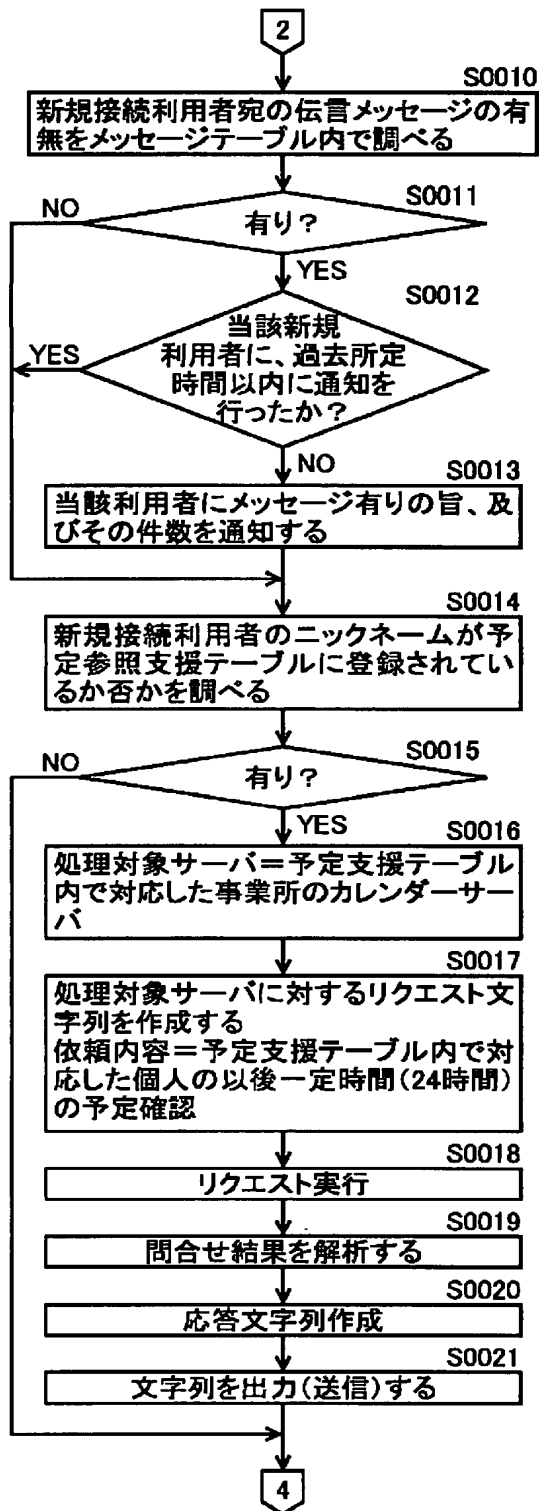 2
S0010
新規接続利用者宛の伝言メッセージの有
無をメッセージテーブル内で調べる
S0011
NO
有り?
YES
S0012
当該新規
利用者に、過去所定
時間以内に通知を
行ったか?
YES
NO
S0013
当該利用者にメッセージ有りの旨、及
びその件数を通知する
S0014
新規接続利用者のニックネームが予
定参照支援テーブルに登録されてい
るか否かを調べる
S0015
NO
有り?
YES
S0016
処理対象サーバ=予定支援テーブル
内で対応した事業所のカレンダーサー
バ
S0017
処理対象サーバに対するリクエスト文
字列を作成する
依頼内容=予定支援テーブル内で対
応した個人の以後一定時間(24時間)
の予定確認
S0018
リクエスト実行
S0019
問合せ結果を解析する
S0020
応答文字列作成
S0021
文字列を出力(送信)する
4